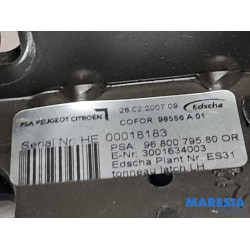 PSA PEUGEOT CITROËN
26.02.2007 09
Edscha
COFOR: 98556 A 01
Serial Nr. HE 00018183
PSA: 96.800.795.80 OR
E-Nr: 3001634003
Edscha Plant Nr. ES31
tonneau latch LH
MARESIA